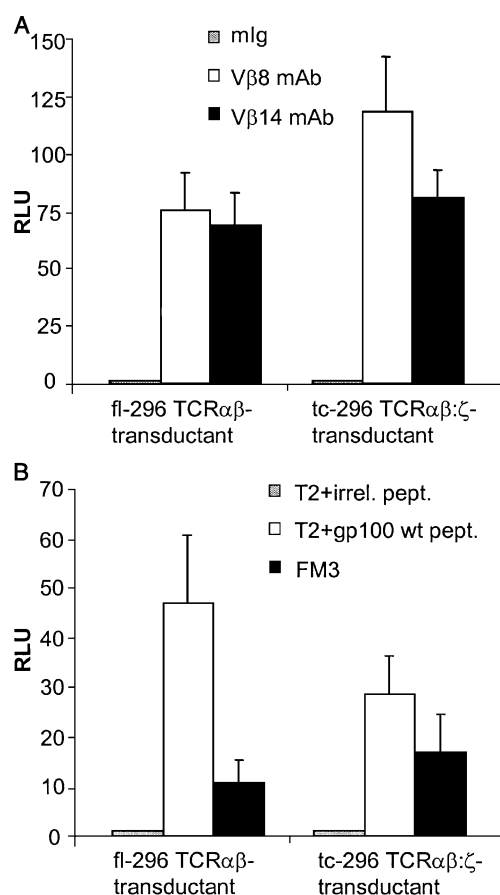 A
150
125
100
75
50
25
0
RLU
mIg
Vβ8 mAb
Vβ14 mAb
fl-296 TCRαβ-
transductant
tc-296 TCRαβ:ζ-
transductant
B
70
60
50
40
30
20
10
0
RLU
T2+irrel. pept.
T2+gp100 wt pept.
FM3
fl-296 TCRαβ-
transductant
tc-296 TCRαβ:ζ-
transductant